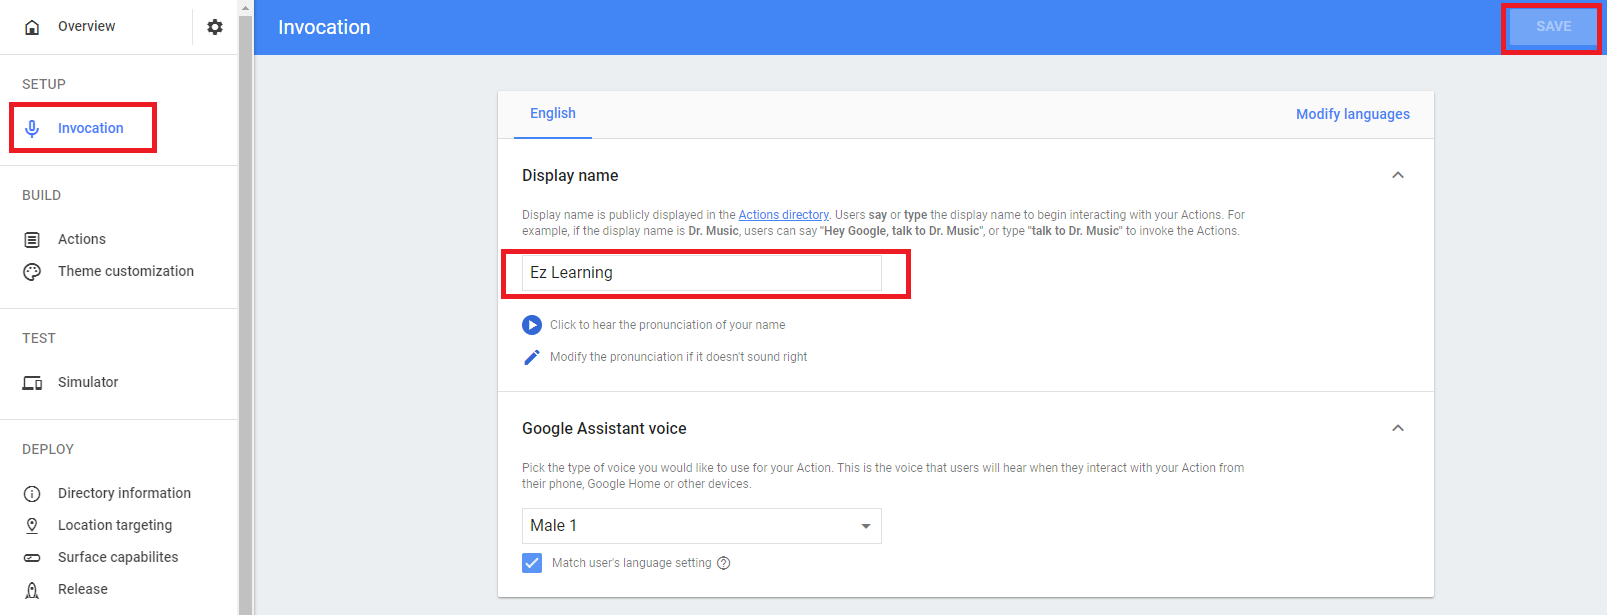 Overview
SETUP
Invocation
BUILD
Actions
Theme customization
TEST
Simulator
DEPLOY
Directory information
Location targeting
Surface capabilites
Release
Invocation
SAVE
English
Modify languages
Display name
Display name is publicly displayed in the Actions directory. Users say or type the display name to begin interacting with your Actions. For
example, if the display name is Dr. Music, users can say "Hey Google, talk to Dr. Music", or type "talk to Dr. Music" to invoke the Actions.
Ez Learning
Click to hear the pronunciation of your name
Modify the pronunciation if it doesn't sound right
Google Assistant voice
Pick the type of voice you would like to use for your Action. This is the voice that users will hear when they interact with your Action from
their phone, Google Home or other devices.
Male 1
Match user's language setting